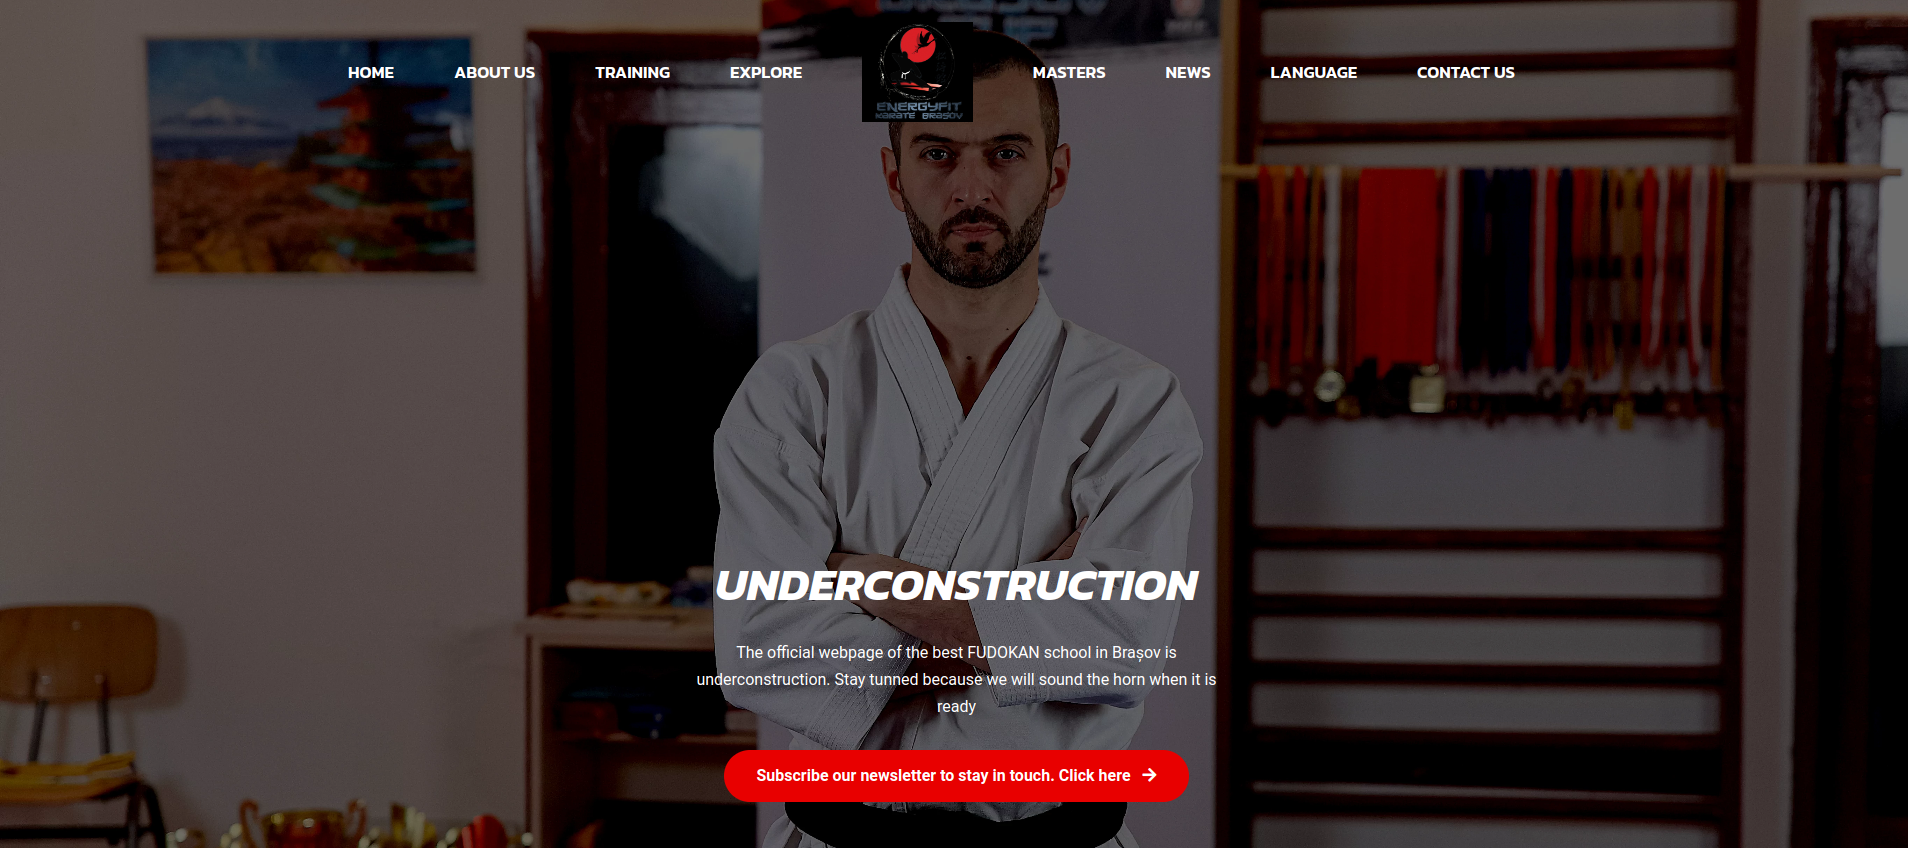 HOME ABOUT US TRAINING EXPLORE MASTERS NEWS LANGUAGE CONTACT US
ENERGYFIT
KARATE BRAȘOV
UNDERCONSTRUCTION
The official webpage of the best FUDOKAN school in Brașov is
underconstruction. Stay tunned because we will sound the horn when it is
ready
Subscribe our newsletter to stay in touch. Click here